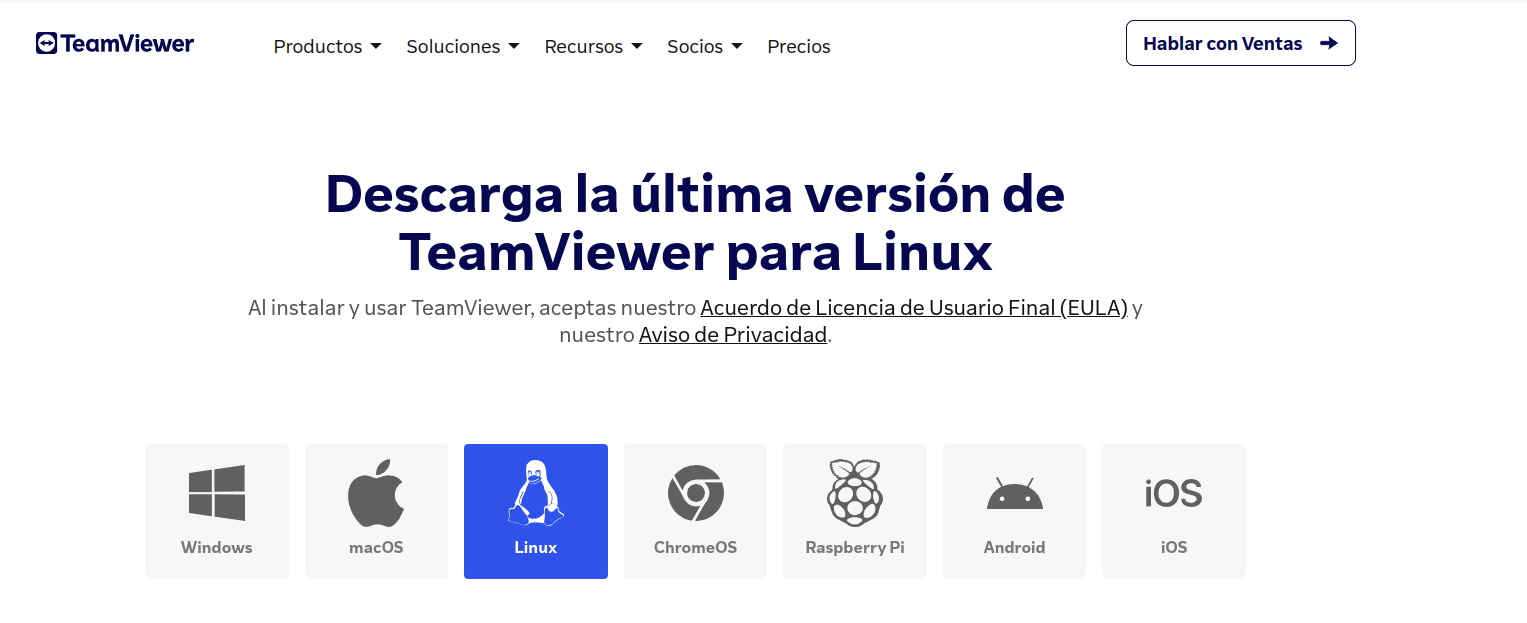 TeamViewer
Productos
Soluciones
Recursos
Socios
Precios
Hablar con Ventas
Descarga la última versión de
TeamViewer para Linux
Al instalar y usar TeamViewer, aceptas nuestro Acuerdo de Licencia de Usuario Final (EULA) y
nuestro Aviso de Privacidad.
Windows
macOS
Linux
ChromeOS
Raspberry Pi
Android
iOS
iOS